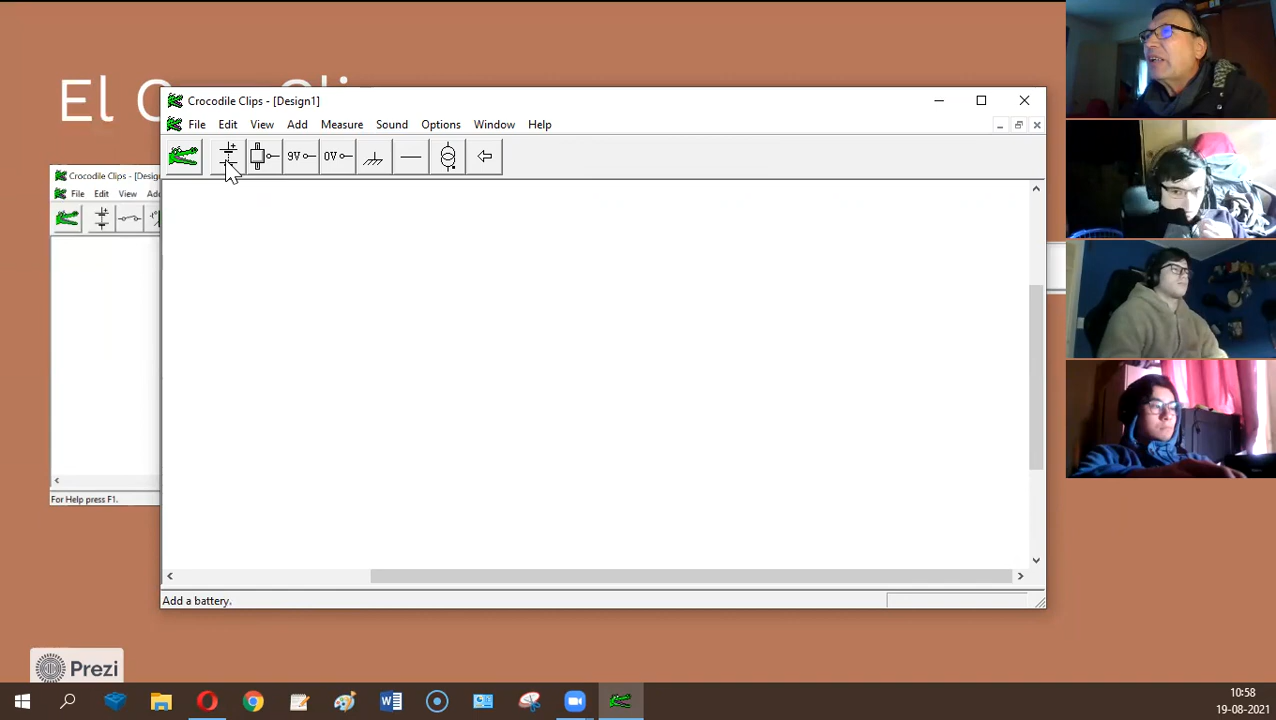 El C
Crocodile Clips - [Design1]
File Edit View Add Measure Sound Options Window Help
9V 0V
Crocodile Clips - [Desig
File Edit View Ad
For Help press F1.
Add a battery.
Prezi
10:58
19-08-2021